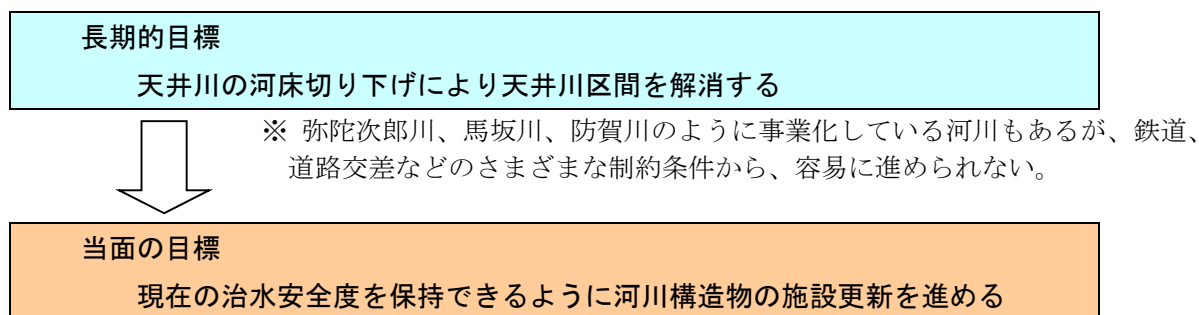 長期的目標
天井川の河床切り下げにより天井川区間を解消する
※ 弥陀次郎川、馬坂川、防賀川のように事業化している河川もあるが、鉄道、
道路交差などのさまざまな制約条件から、容易に進められない。
当面の目標
現在の治水安全度を保持できるように河川構造物の施設更新を進める